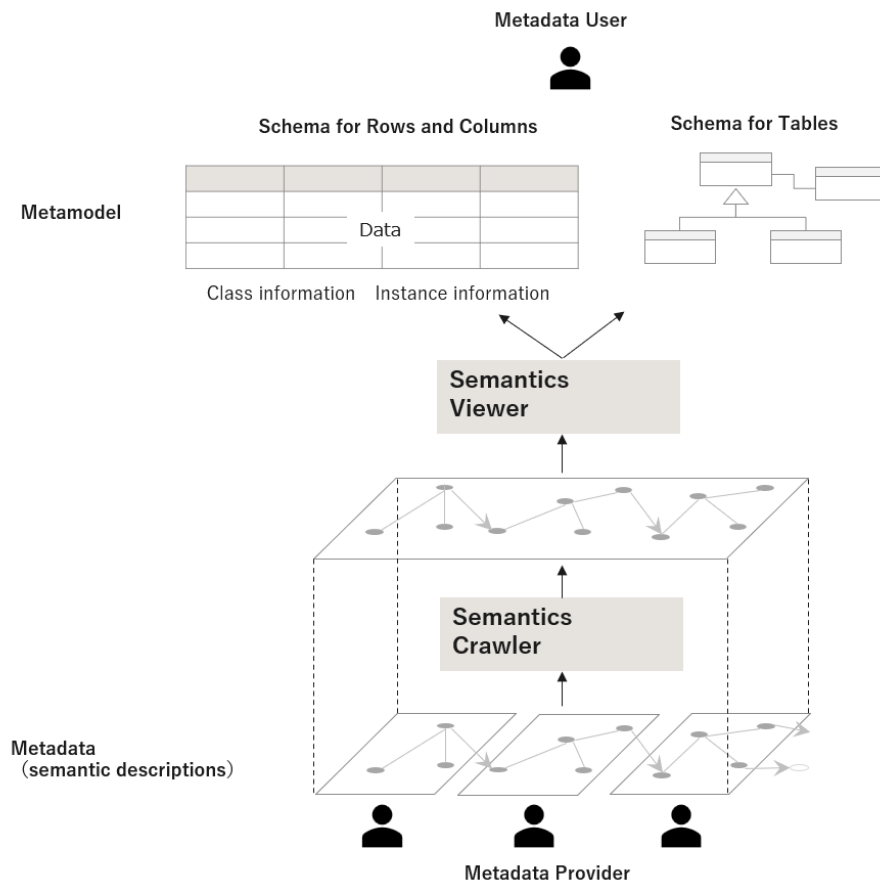 Metadata User
Schema for Rows and Columns
Schema for Tables
Metamodel
Data
Class information
Instance information
Semantics
Viewer
Semantics
Crawler
Metadata
（semantic descriptions）
Metadata Provider